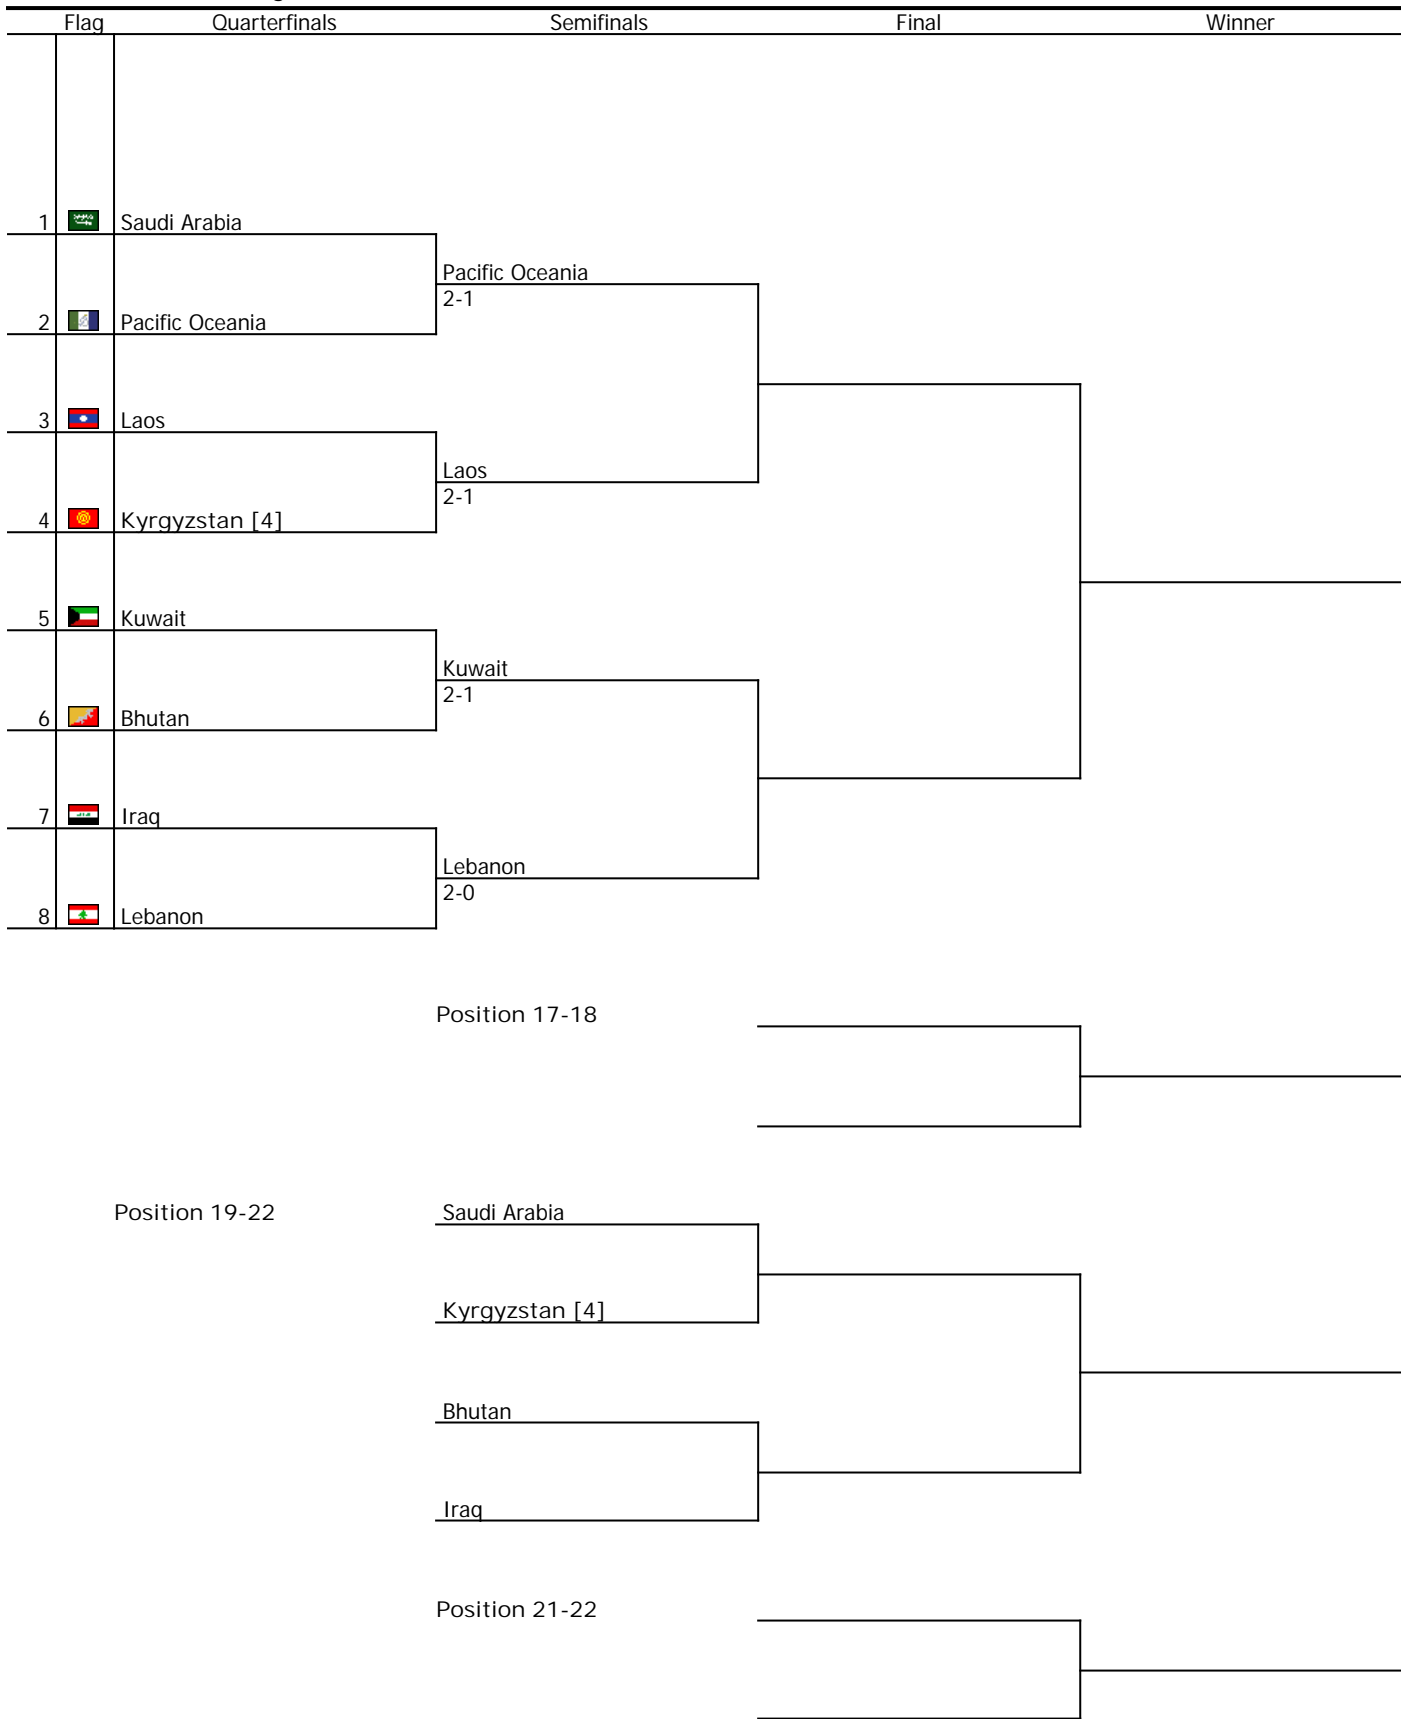 Flag Quarterfinals Semifinals Final Winner
1 Saudi Arabia
Pacific Oceania
2-1
2 Pacific Oceania
3 Laos
Laos
2-1
4 Kyrgyzstan [4]
5 Kuwait
Kuwait
2-1
6 Bhutan
7 Iraq
Lebanon
2-0
8 Lebanon
Position 17-18
Position 19-22 Saudi Arabia
Kyrgyzstan [4]
Bhutan
Iraq
Position 21-22